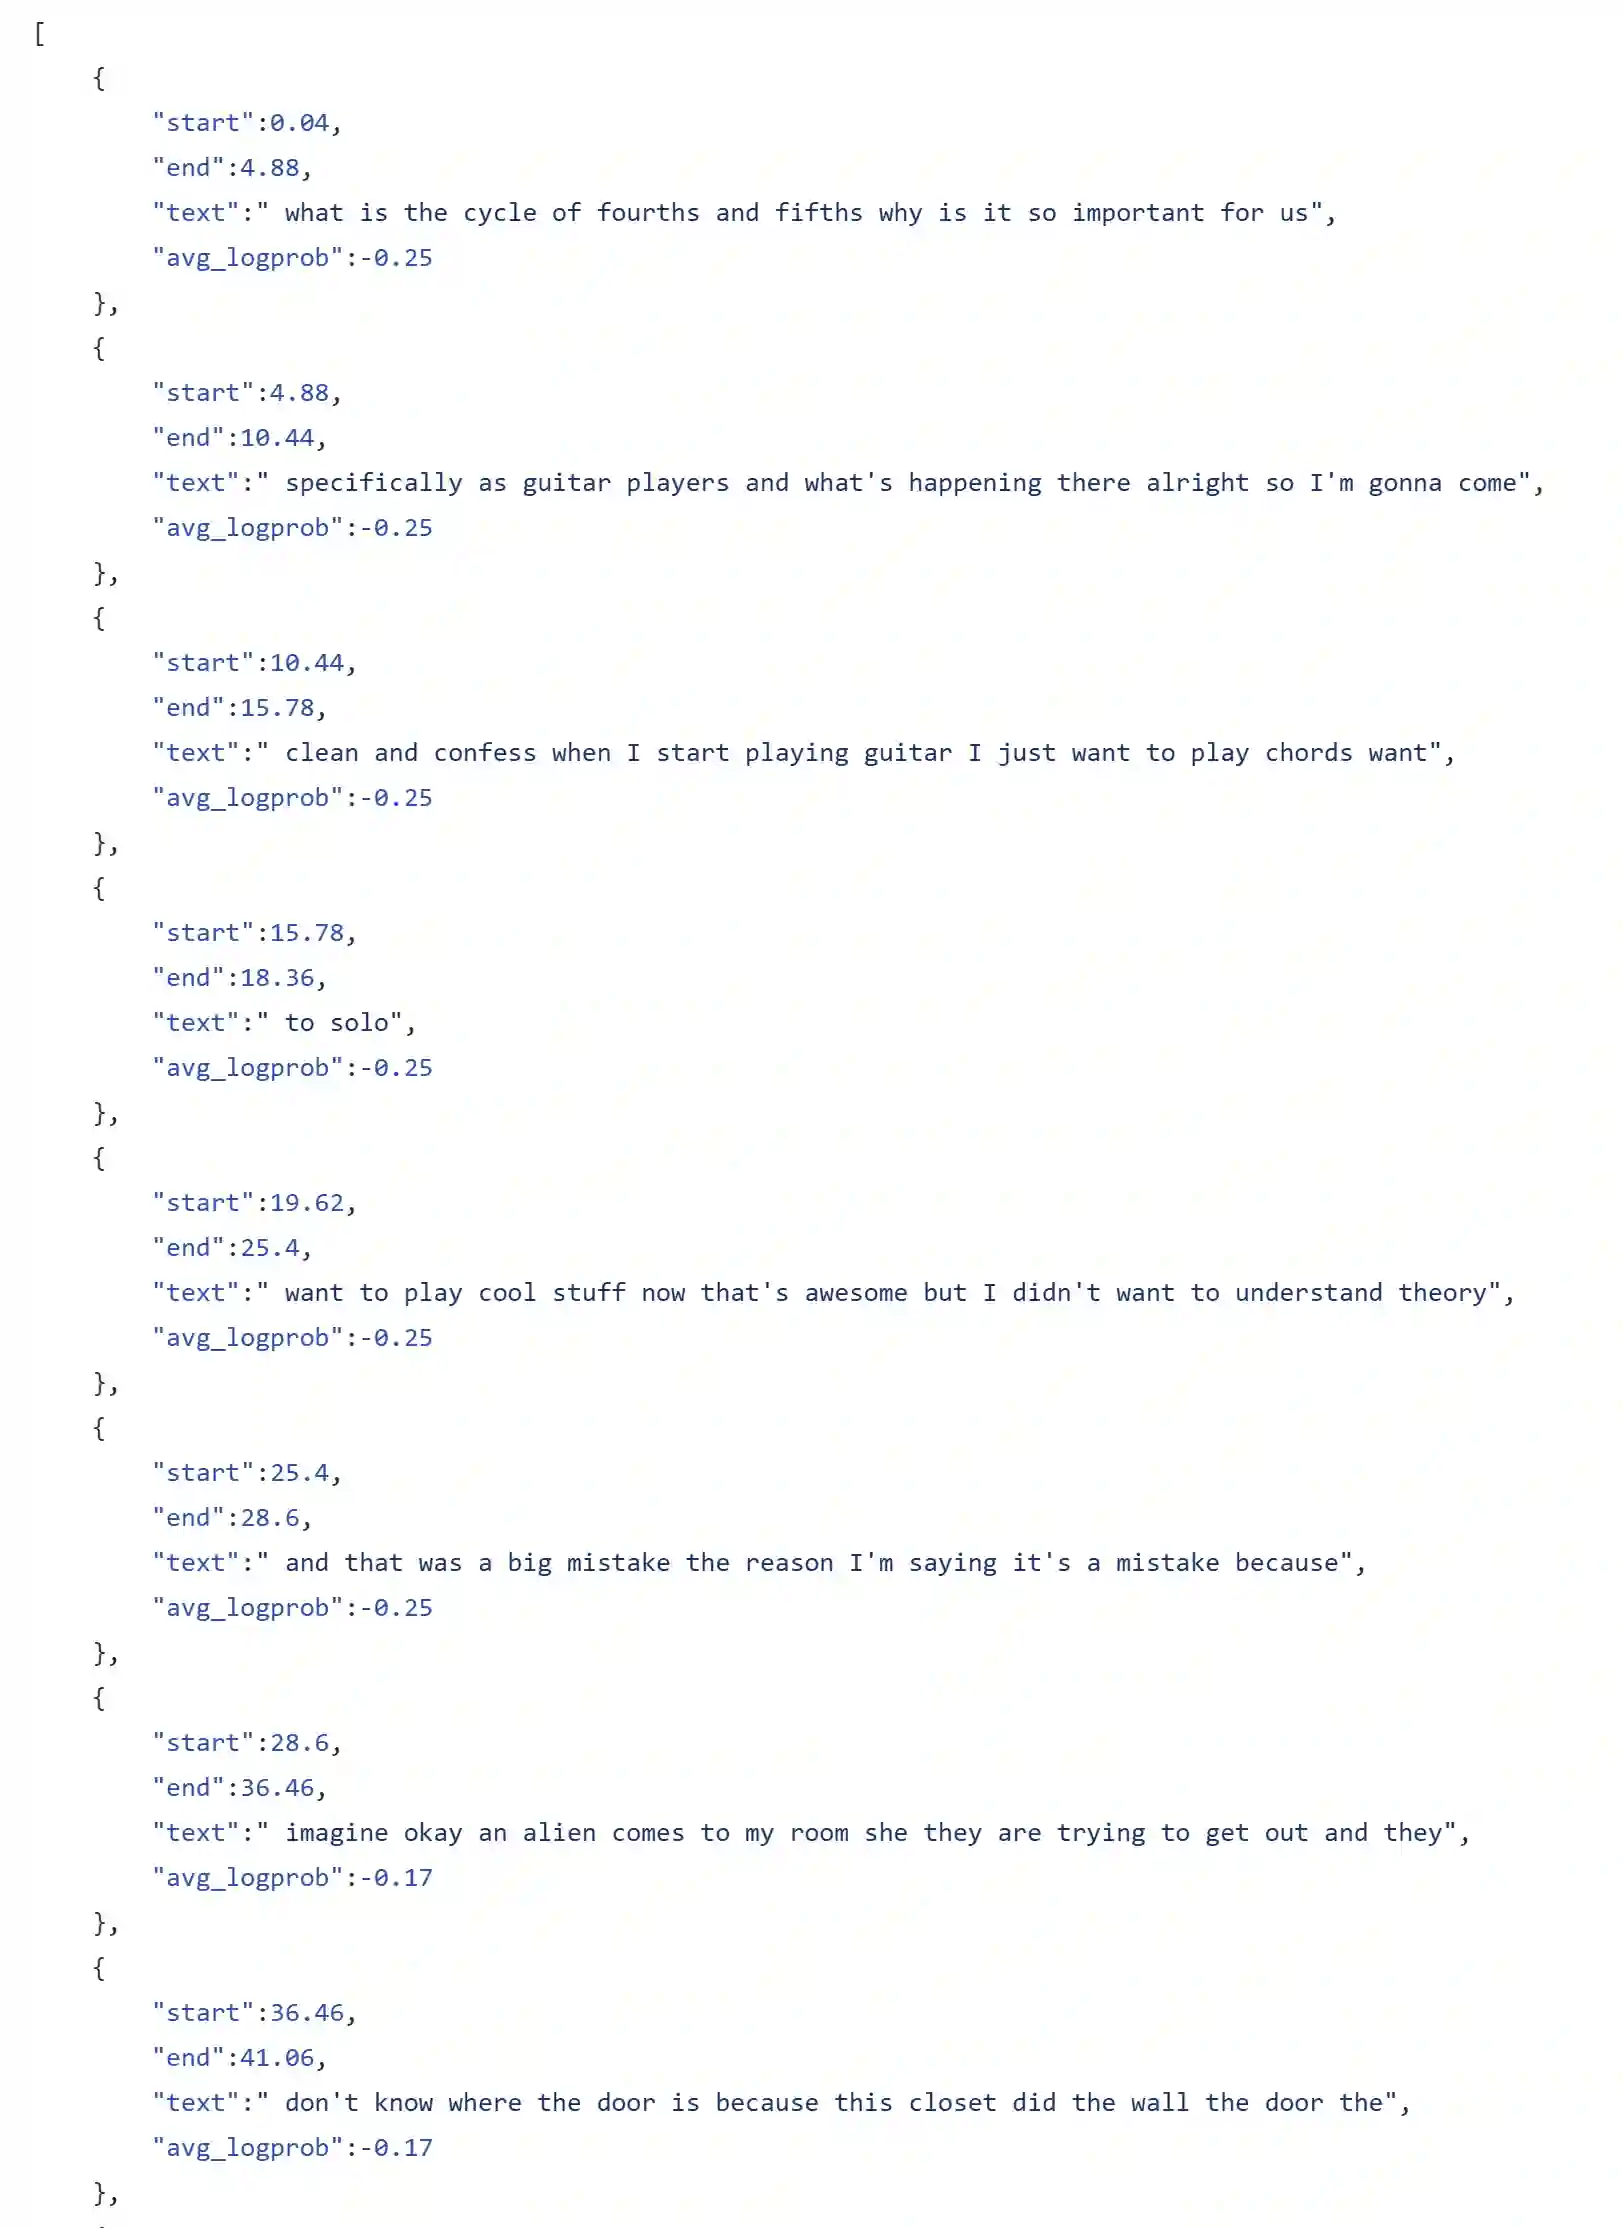 [
{
"start":0.04,
"end":4.88,
"text":" what is the cycle of fourths and fifths why is it so important for us",
"avg_logprob":-0.25
},
{
"start":4.88,
"end":10.44,
"text":" specifically as guitar players and what's happening there alright so I'm gonna come",
"avg_logprob":-0.25
},
{
"start":10.44,
"end":15.78,
"text":" clean and confess when I start playing guitar I just want to play chords want",
"avg_logprob":-0.25
},
{
"start":15.78,
"end":18.36,
"text":" to solo",
"avg_logprob":-0.25
},
{
"start":19.62,
"end":25.4,
"text":" want to play cool stuff now that's awesome but I didn't want to understand theory",
"avg_logprob":-0.25
},
{
"start":25.4,
"end":28.6,
"text":" and that was a big mistake the reason I'm saying it's a mistake because",
"avg_logprob":-0.25
},
{
"start":28.6,
"end":36.46,
"text":" imagine okay an alien comes to my room she they are trying to get out and they",
"avg_logprob":-0.17
},
{
"start":36.46,
"end":41.06,
"text":" don't know where the door is because this closet did the wall the door the",
"avg_logprob":-0.17
},